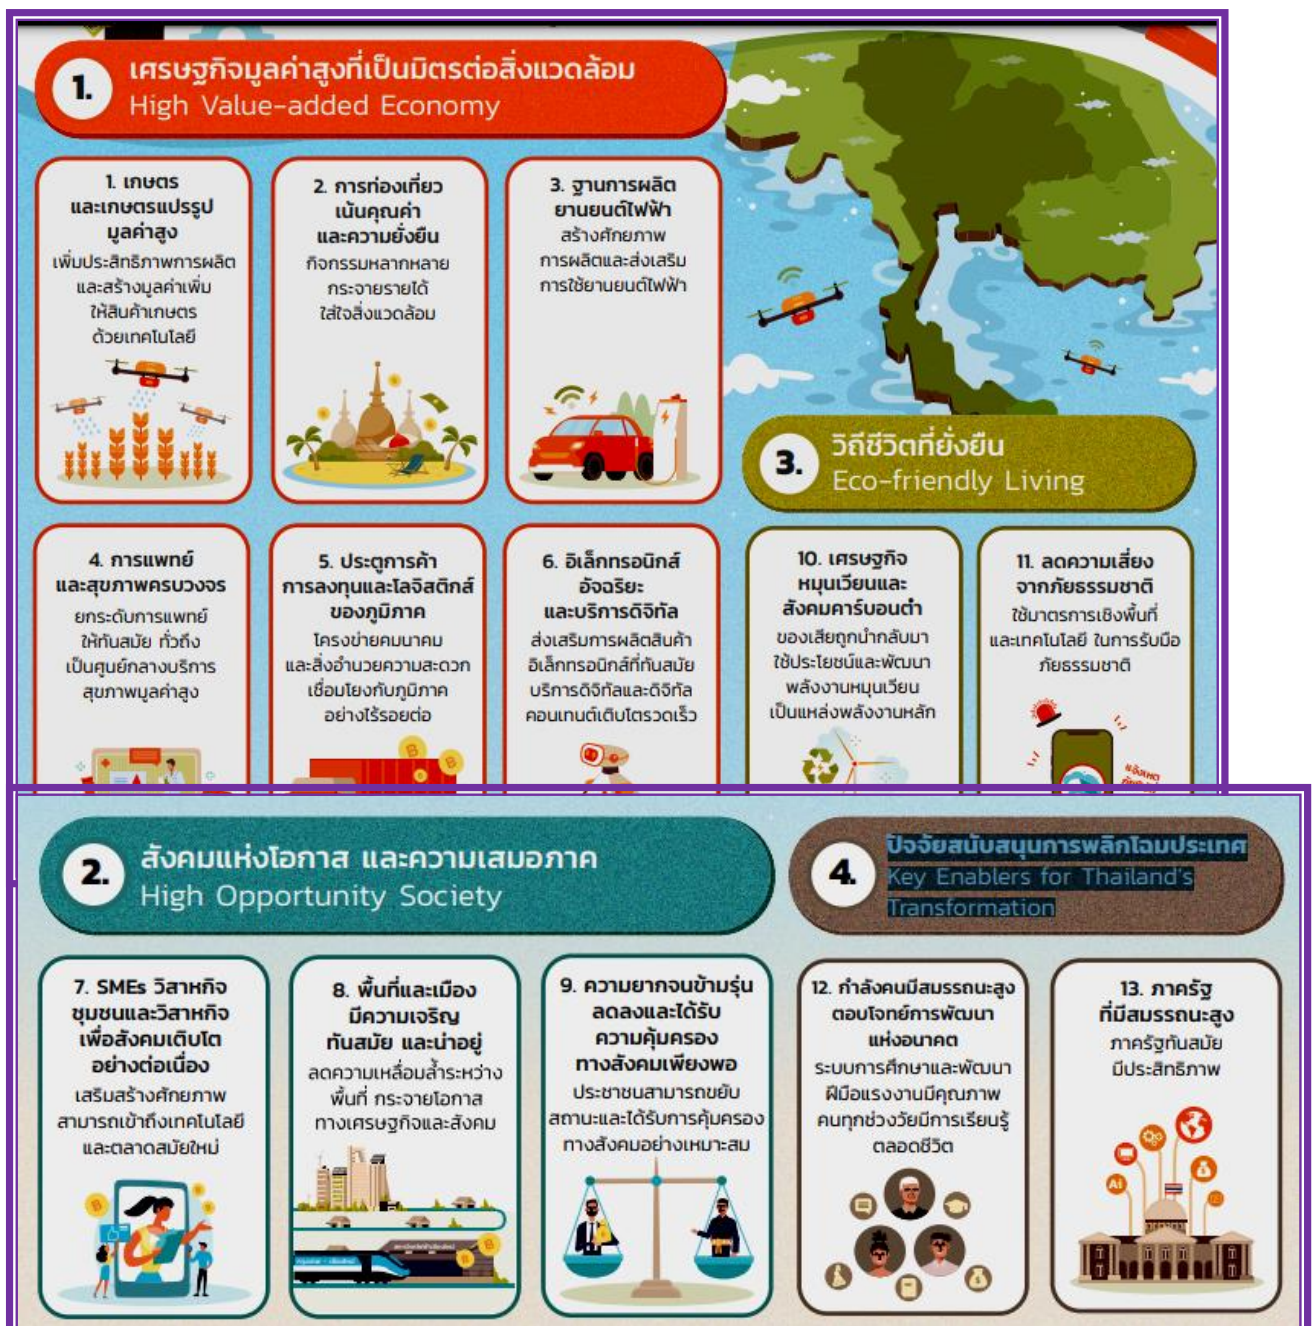 1.
เศรษฐกิจมูลค่าสูงที่เป็นมิตรต่อสิ่งแวดล้อม
High Value-added Economy
1. เกษตร
และเกษตรแปรรูป
มูลค่าสูง
เพิ่มประสิทธิภาพการผลิต
และสร้างมูลค่าเพิ่ม
ให้สินค้าเกษตร
ด้วยเทคโนโลยี
2. การท่องเที่ยว
เน้นคุณค่า
และความยั่งยืน
กิจกรรมหลากหลาย
กระจายรายได้
ใส่ใจสิ่งแวดล้อม
3. ฐานการผลิต
ยานยนต์ไฟฟ้า
สร้างศักยภาพ
การผลิตและส่งเสริม
การใช้ยานยนต์ไฟฟ้า
4. การแพทย์
และสุขภาพครบวงจร
ยกระดับการแพทย์
ให้ทันสมัย ทั่วถึง
เป็นศูนย์กลางบริการ
สุขภาพมูลค่าสูง
5. ประตูการค้า
การลงทุนและโลจิสติกส์
ของภูมิภาค
โครงข่ายคมนาคม
และสิ่งอำนวยความสะดวก
เชื่อมโยงกับภูมิภาค
อย่างไร้รอยต่อ
6. อิเล็กทรอนิกส์
อัจฉริยะ
และบริการดิจิทัล
ส่งเสริมการผลิตสินค้า
อิเล็กทรอนิกส์ที่ทันสมัย
บริการดิจิทัลและดิจิทัล
คอนเทนต์เติบโตรวดเร็ว
3.
วิถีชีวิตที่ยั่งยืน
Eco-friendly Living
10. เศรษฐกิจ
หมุนเวียนและ
สังคมคาร์บอนต่ำ
ของเสียถูกนำกลับมา
ใช้ประโยชน์และพัฒนา
พลังงานหมุนเวียน
เป็นแหล่งพลังงานหลัก
11. ลดความเสี่ยง
จากภัยธรรมชาติ
ใช้มาตรการเชิงพื้นที่
และเทคโนโลยี ในการรับมือ
ภัยธรรมชาติ
แจ้งเหตุ
2.
สังคมแห่งโอกาส และความเสมอภาค
High Opportunity Society
7. SMEs วิสาหกิจ
ชุมชนและวิสาหกิจ
เพื่อสังคมเติบโต
อย่างต่อเนื่อง
เสริมสร้างศักยภาพ
สามารถเข้าถึงเทคโนโลยี
และตลาดสมัยใหม่
8. พื้นที่และเมือง
มีความเจริญ
ทันสมัย และน่าอยู่
ลดความเหลื่อมล้ำระหว่าง
พื้นที่ กระจายโอกาส
ทางเศรษฐกิจและสังคม
9. ความยากจนข้ามรุ่น
ลดลงและได้รับ
ความคุ้มครอง
ทางสังคมเพียงพอ
ประชาชนสามารถขยับ
สถานะและได้รับการคุ้มครอง
ทางสังคมอย่างเหมาะสม
4.
ปัจจัยสนับสนุนการพลิกโฉมประเทศ
Key Enablers for Thailand's
Transformation
12. กำลังคนมีสมรรถนะสูง
ตอบโจทย์การพัฒนา
แห่งอนาคต
ระบบการศึกษาและพัฒนา
ฝีมือแรงงานมีคุณภาพ
คนทุกช่วงวัยมีการเรียนรู้
ตลอดชีวิต
13. ภาครัฐ
ที่มีสมรรถนะสูง
ภาครัฐทันสมัย
มีประสิทธิภาพ
Ai